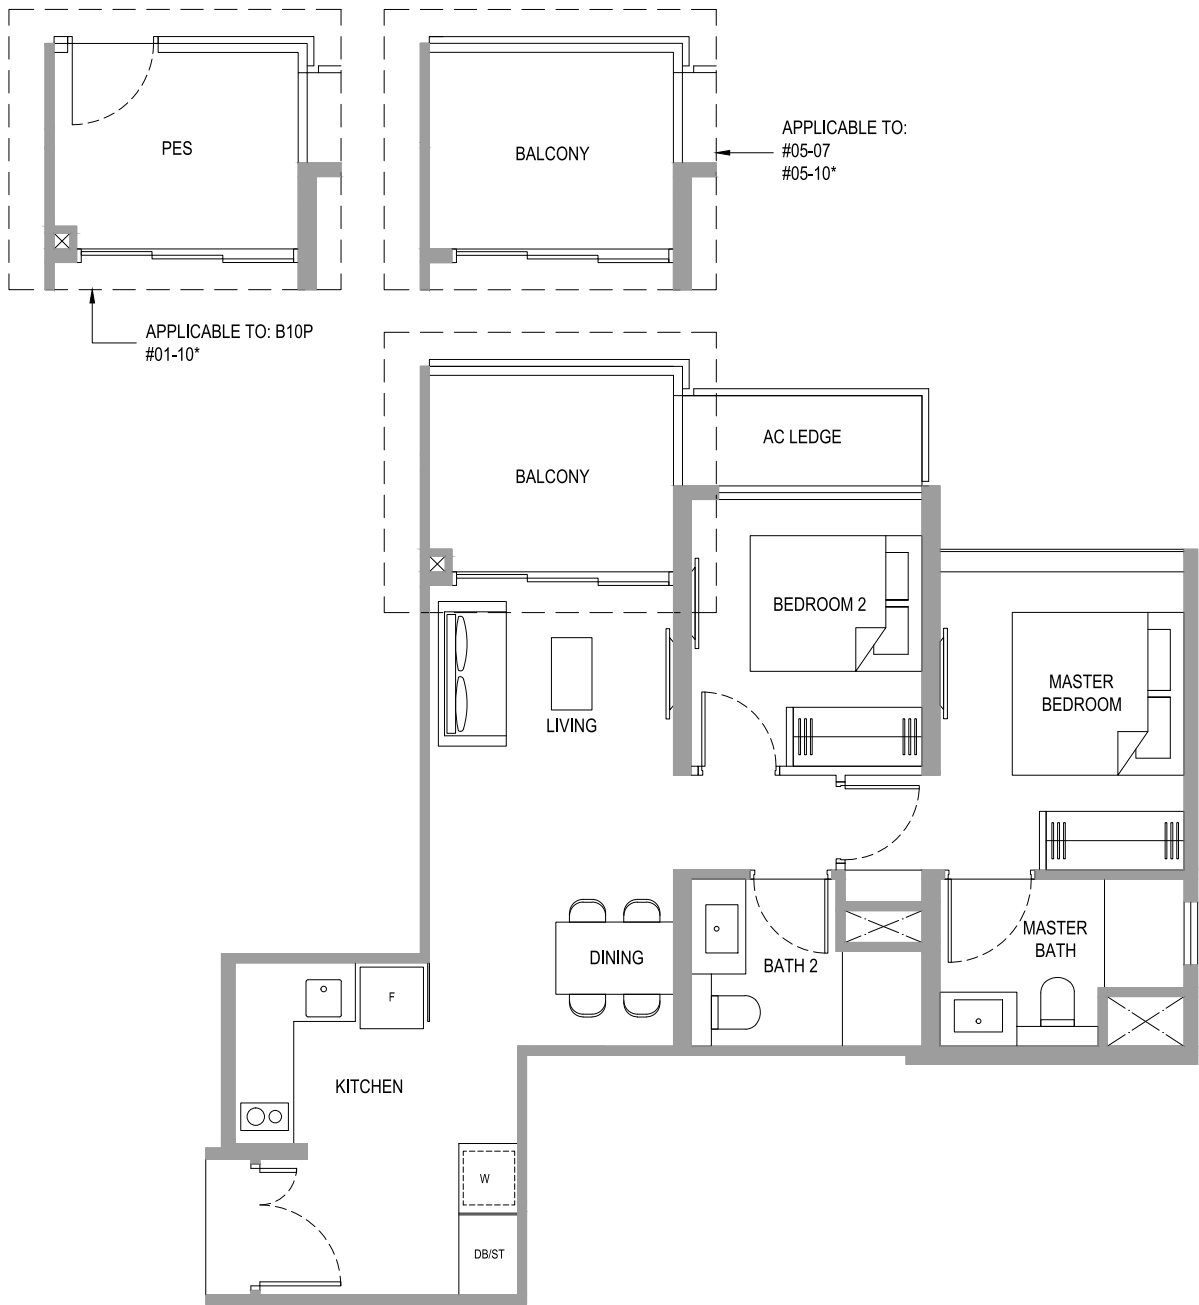 PES
BALCONY
APPLICABLE TO:
#05-07
#05-10*
APPLICABLE TO: B10P
#01-10*
BALCONY
AC LEDGE
BEDROOM 2
MASTER
BEDROOM
LIVING
DINING
BATH 2
MASTER
BATH
F
KITCHEN
W
DB/ST